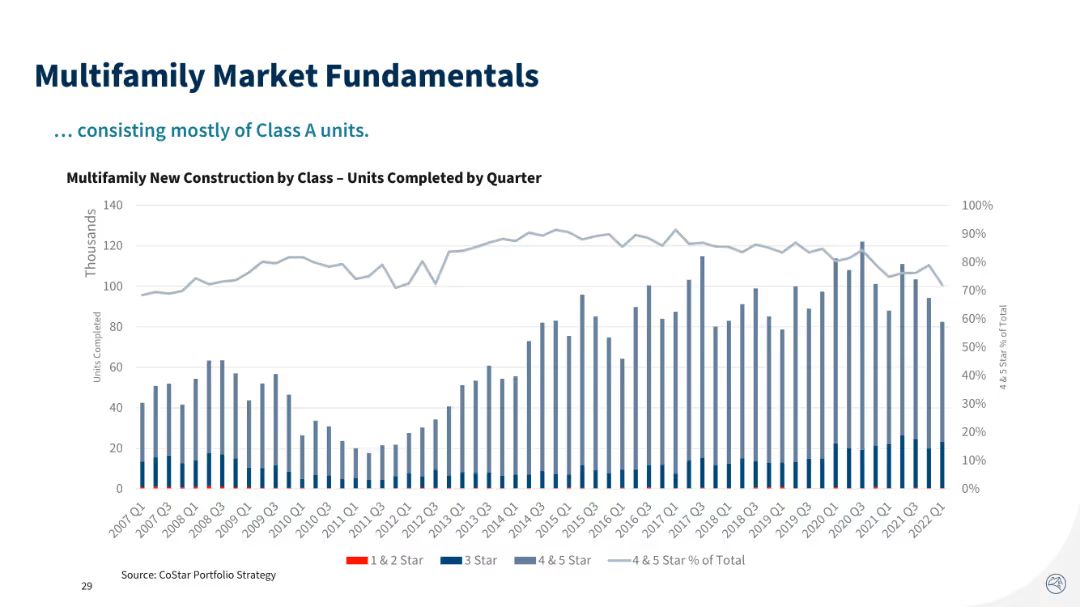 Multifamily Market Fundamentals
... consisting mostly of Class A units.
Multifamily New Construction by Class – Units Completed by Quarter
Thousands
Units Completed
140
120
100
80
60
40
20
0
100%
90%
80%
70%
60%
50%
40%
30%
20%
10%
0%
4 & 5 Star % of Total
2007 Q1
2007 Q3
2008 Q1
2008 Q3
2009 Q1
2009 Q3
2010 Q1
2010 Q3
2011 Q1
2011 Q3
2012 Q1
2012 Q3
2013 Q1
2013 Q3
2014 Q1
2014 Q3
2015 Q1
2015 Q3
2016 Q1
2016 Q3
2017 Q1
2017 Q3
2018 Q1
2018 Q3
2019 Q1
2019 Q3
2020 Q1
2020 Q3
2021 Q1
2021 Q3
2022 Q1
1 & 2 Star
3 Star
4 & 5 Star
4 & 5 Star % of Total
Source: CoStar Portfolio Strategy
29